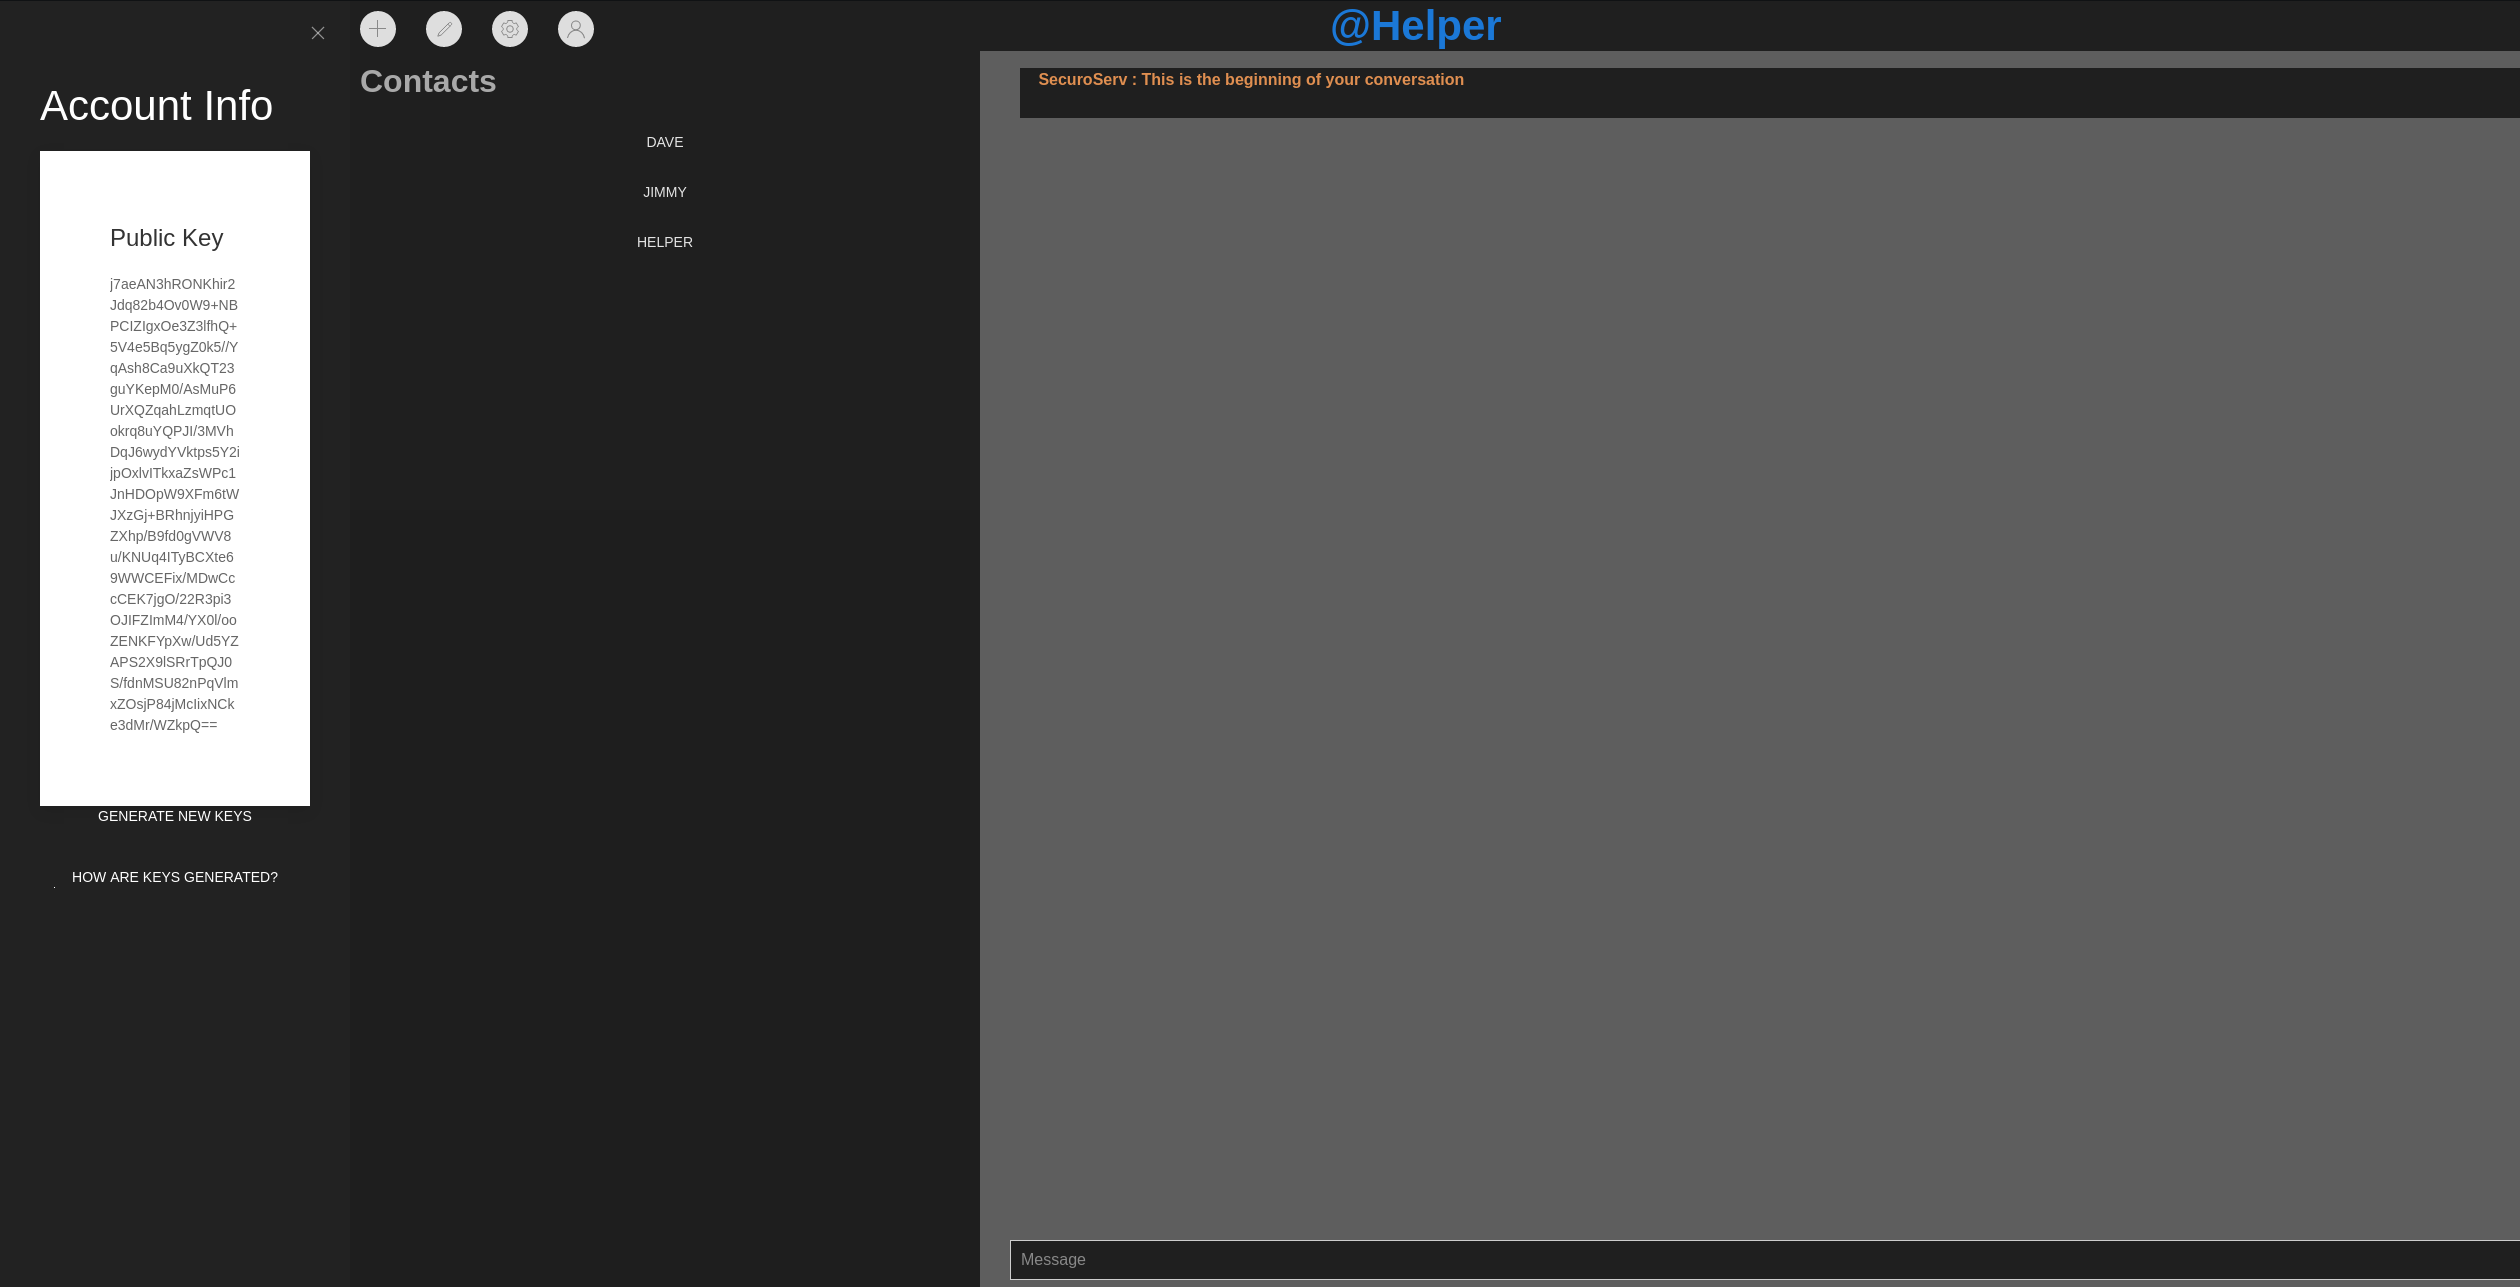 Account Info
Public Key
j7aeAN3hRONKhir2
Jdq82b4Ov0W9+NB
PCIZIgxOe3Z3lfhQ+
5V4e5Bq5ygZ0k5//Y
qAsh8Ca9uXkQT23
guYKepM0/AsMuP6
UrXQZqahLzmqtUO
okrq8uYQPJI/3MVh
DqJ6wydYVktps5Y2i
jpOxlvITkxaZsWPc1
JnHDOpW9XFm6tW
JXzGj+BRhnjyiHPG
ZXhp/B9fd0gVWV8
u/KNUq4ITyBCXte6
9WWCEFix/MDwCc
cCEK7jgO/22R3pi3
OJIFZImM4/YX0l/oo
ZENKFYpXw/Ud5YZ
APS2X9lSRrTpQJ0
S/fdnMSU82nPqVlm
xZOsjP84jMcIixNCk
e3dMr/WZkpQ==
GENERATE NEW KEYS
HOW ARE KEYS GENERATED?
Contacts
DAVE
JIMMY
HELPER
@Helper
SecuroServ : This is the beginning of your conversation
Message